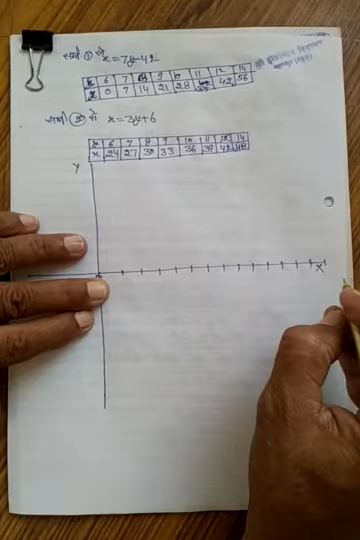 समी ① से x=7y-42
y 6 7 8 9 10 11 12 14
x 0 7 14 21 28 35 42 56
समी ② से x=3y+6
y 6 7 8 9 10 11 12 14
x 24 27 30 33 36 39 42 48
Y
X